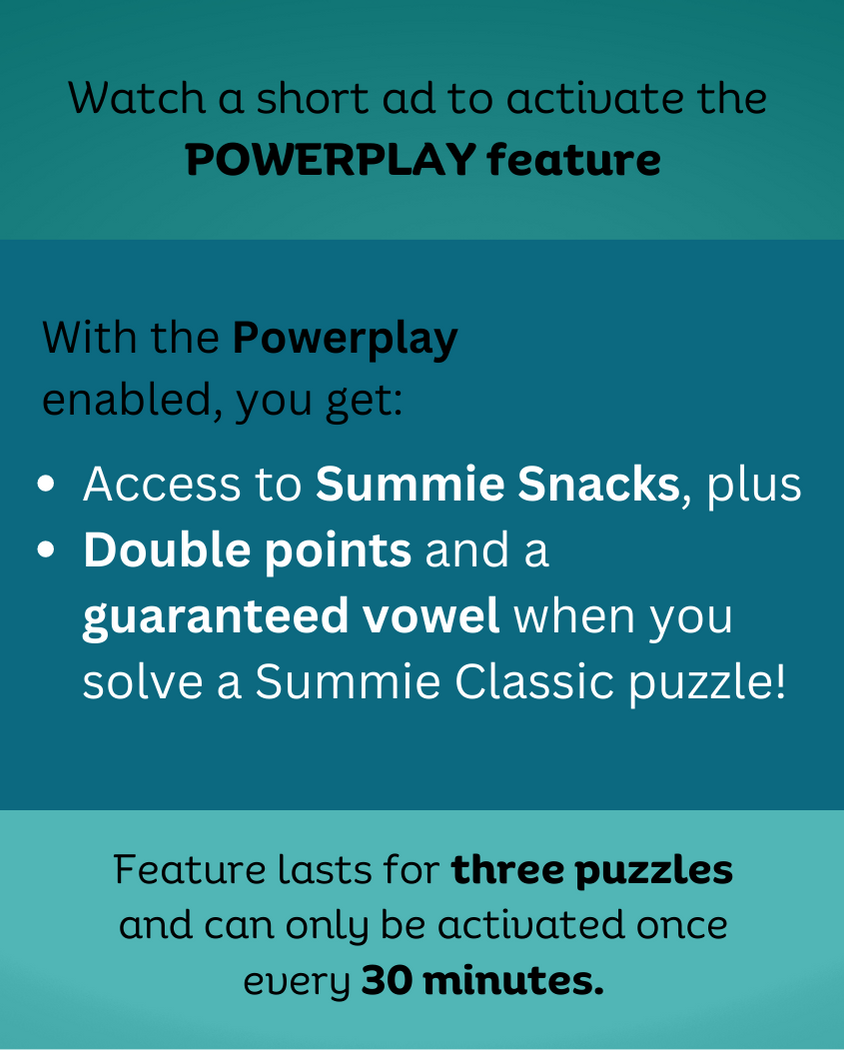 Watch a short ad to activate the
POWERPLAY feature
With the Powerplay
enabled, you get:
• Access to Summie Snacks, plus
• Double points and a
guaranteed vowel when you
solve a Summie Classic puzzle!
Feature lasts for three puzzles
and can only be activated once
every 30 minutes.